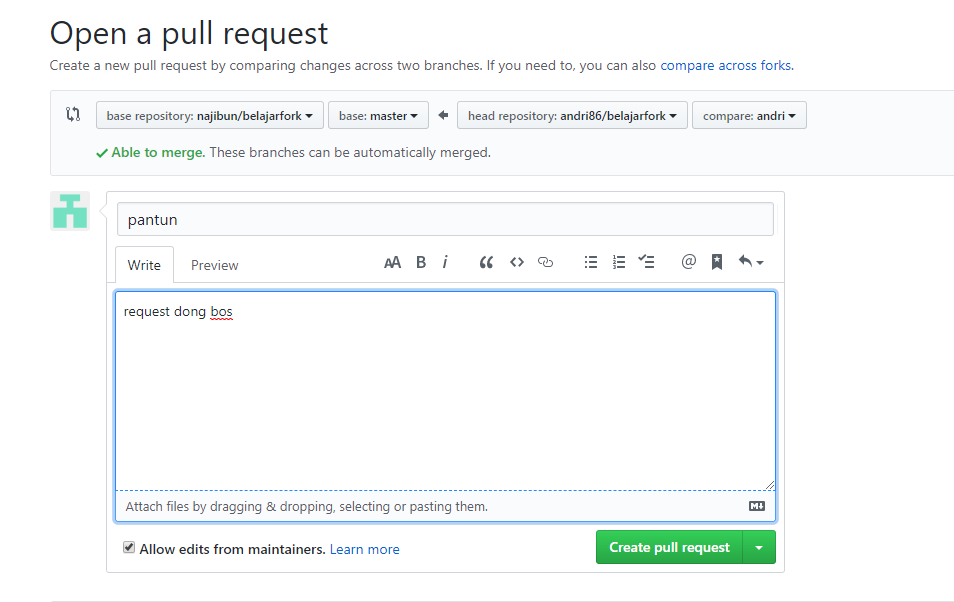 Open a pull request
Create a new pull request by comparing changes across two branches. If you need to, you can also compare across forks.
base repository: najibun/belajarfork base: master head repository: andri86/belajarfork compare: andri
Able to merge. These branches can be automatically merged.
pantun
Write Preview AA B i @
request dong bos
Attach files by dragging & dropping, selecting or pasting them.
Allow edits from maintainers. Learn more
Create pull request